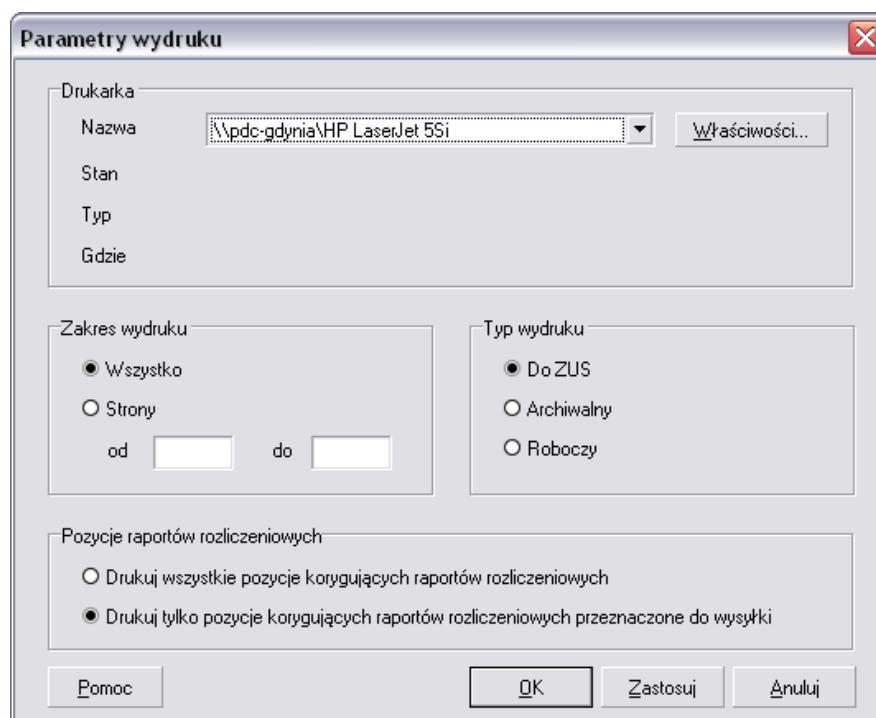 Parametry wydruku
Drukarka
Nazwa \\pdc-gdynia\HP LaserJet 5Si Właściwości...
Stan
Typ
Gdzie
Zakres wydruku
Wszystko
Strony
od do
Typ wydruku
Do ZUS
Archiwalny
Roboczy
Pozycje raportów rozliczeniowych
Drukuj wszystkie pozycje korygujących raportów rozliczeniowych
Drukuj tylko pozycje korygujących raportów rozliczeniowych przeznaczone do wysyłki
Pomoc OK Zastosuj Anuluj